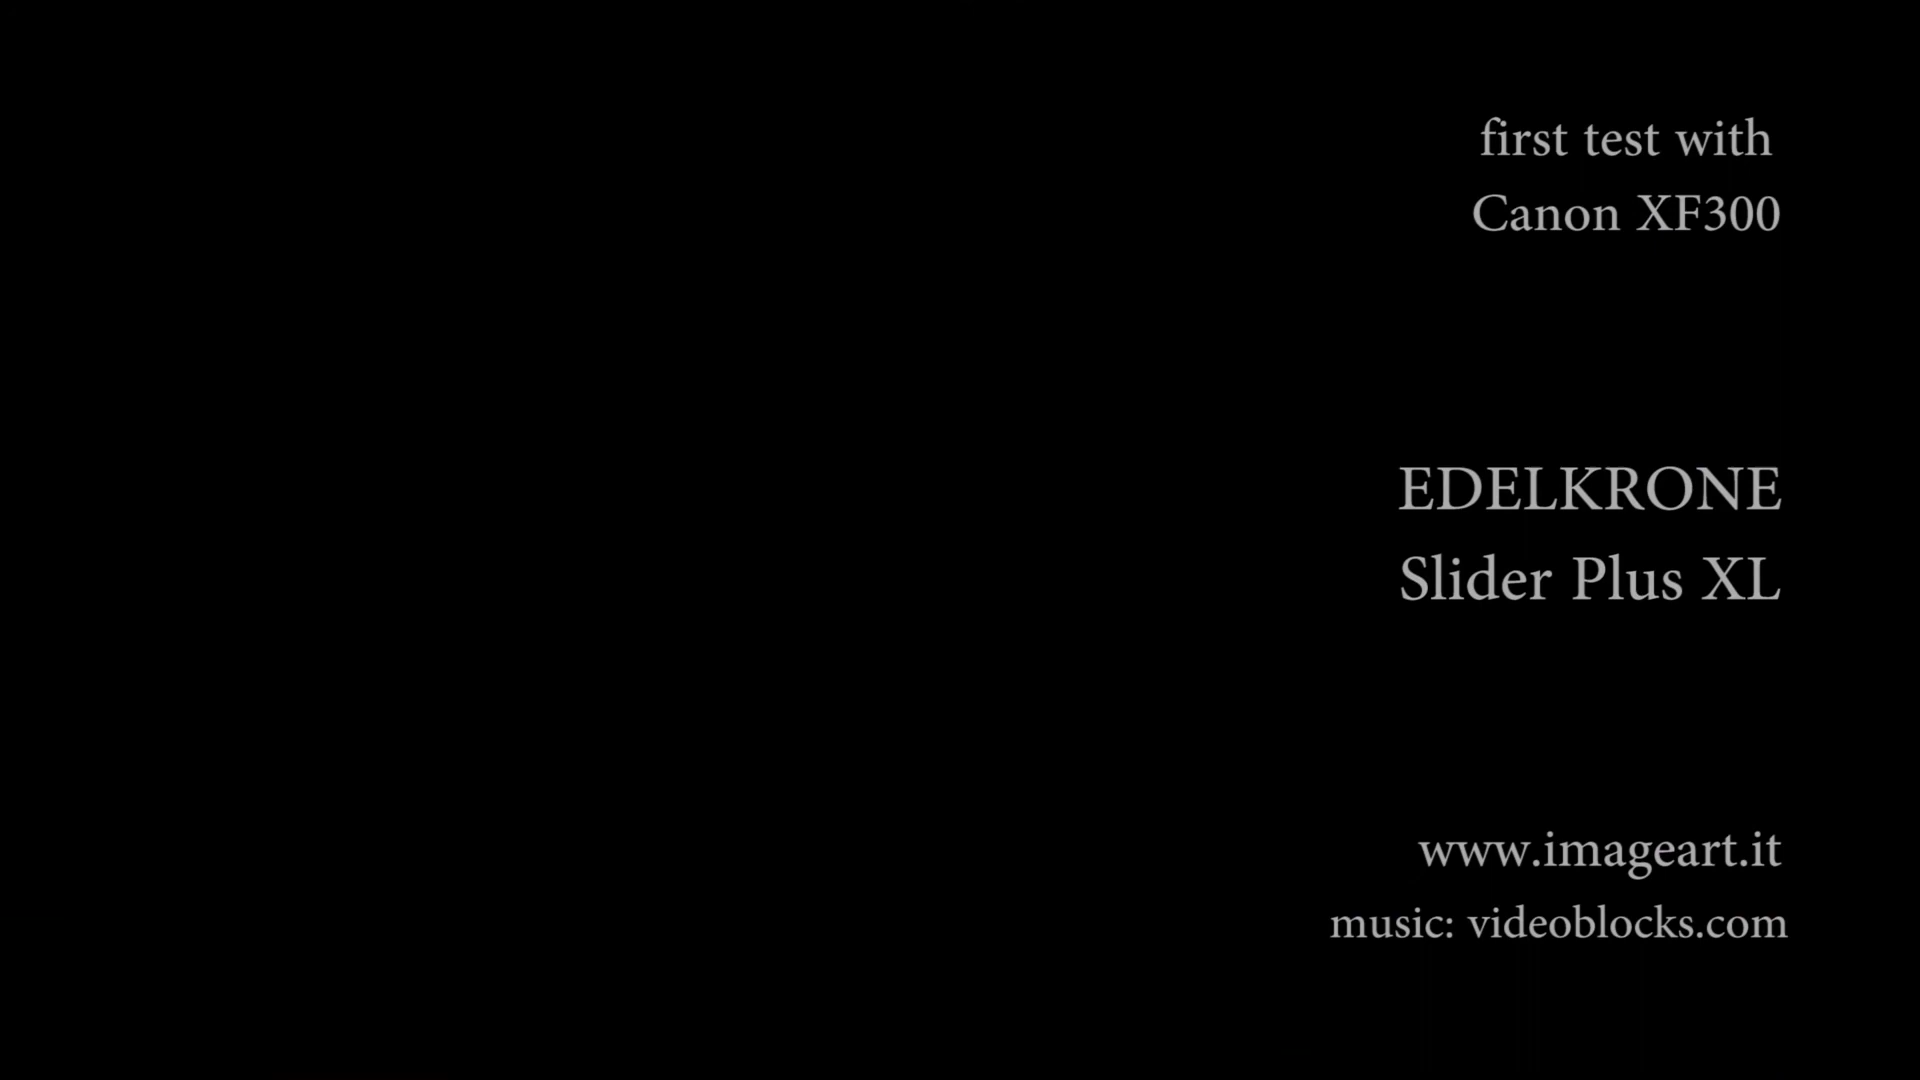 first test with
Canon XF300
EDELKRONE
Slider Plus XL
www.imageart.it
music: videoblocks.com